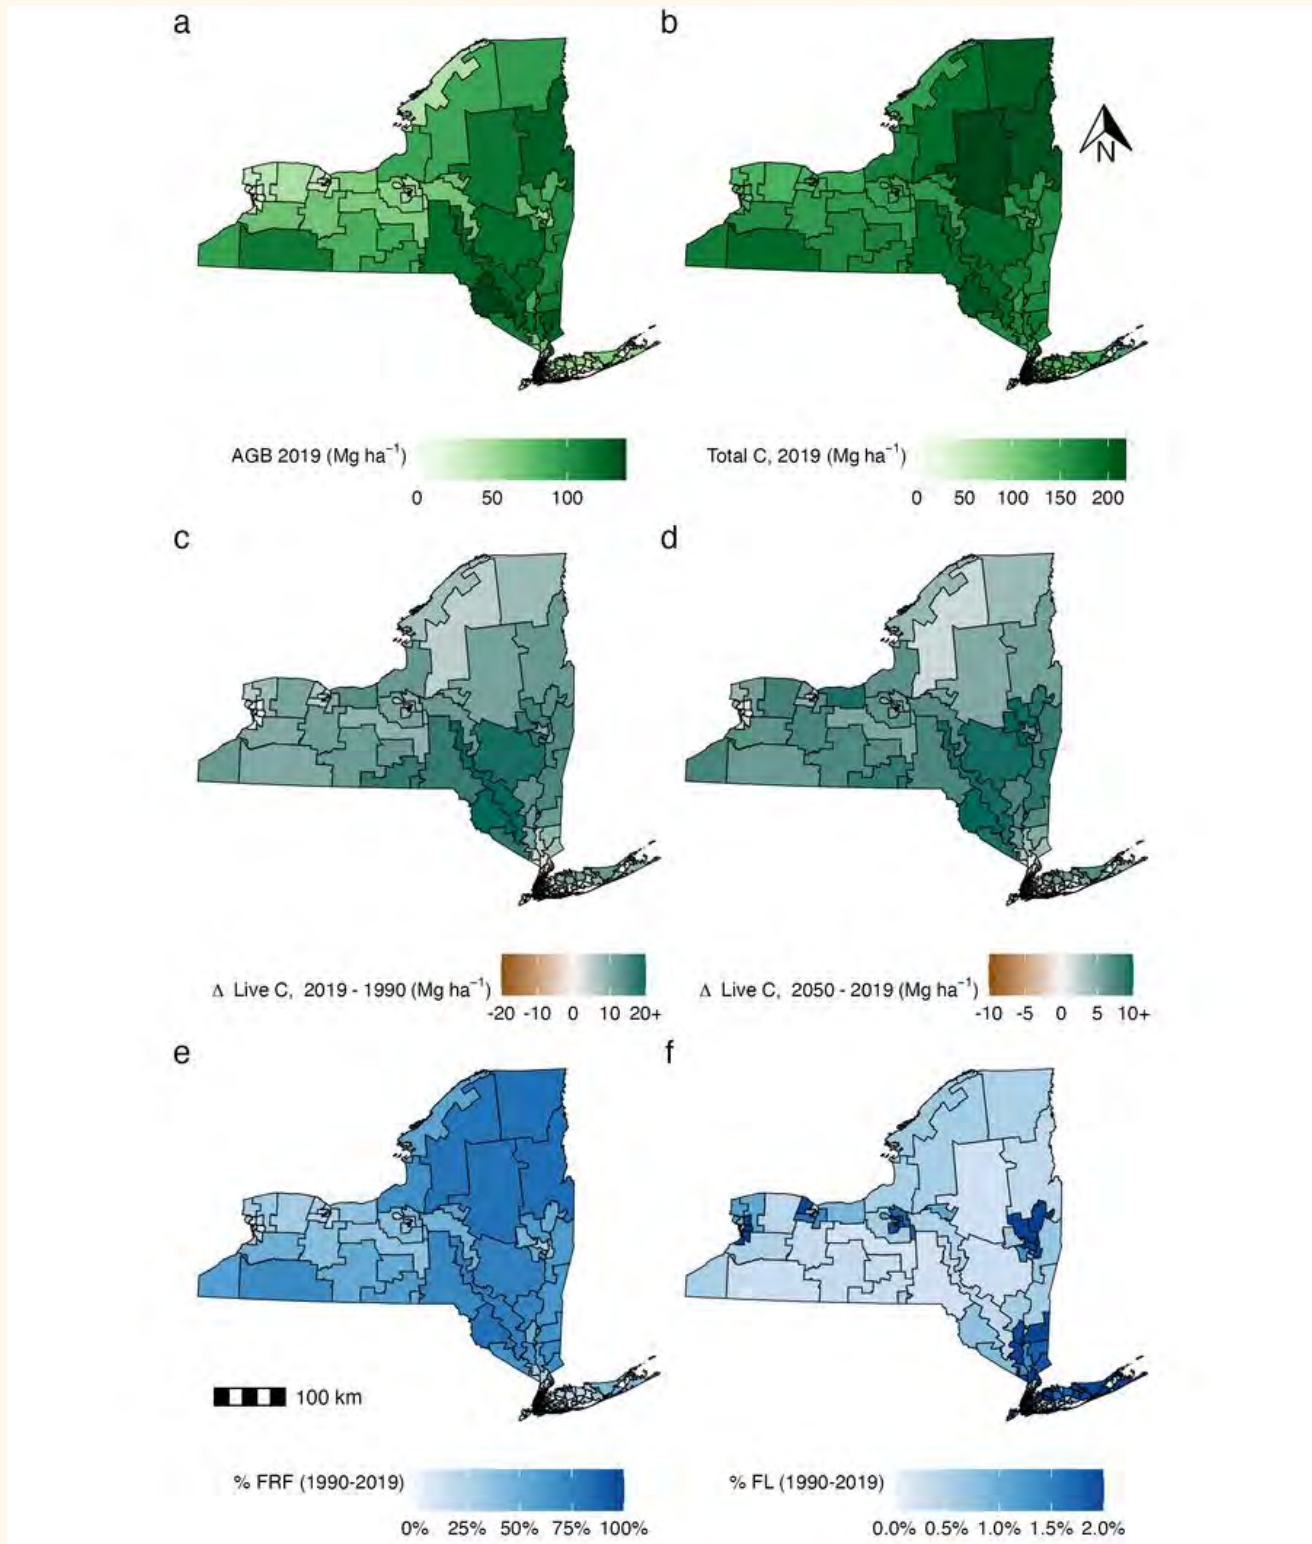 a
b
N
AGB 2019 (Mg ha⁻¹)
0 50 100
Total C, 2019 (Mg ha⁻¹)
0 50 100 150 200
c
d
Δ Live C, 2019 - 1990 (Mg ha⁻¹)
-20 -10 0 10 20+
Δ Live C, 2050 - 2019 (Mg ha⁻¹)
-10 -5 0 5 10+
e
f
100 km
% FRF (1990-2019)
0% 25% 50% 75% 100%
% FL (1990-2019)
0.0% 0.5% 1.0% 1.5% 2.0%